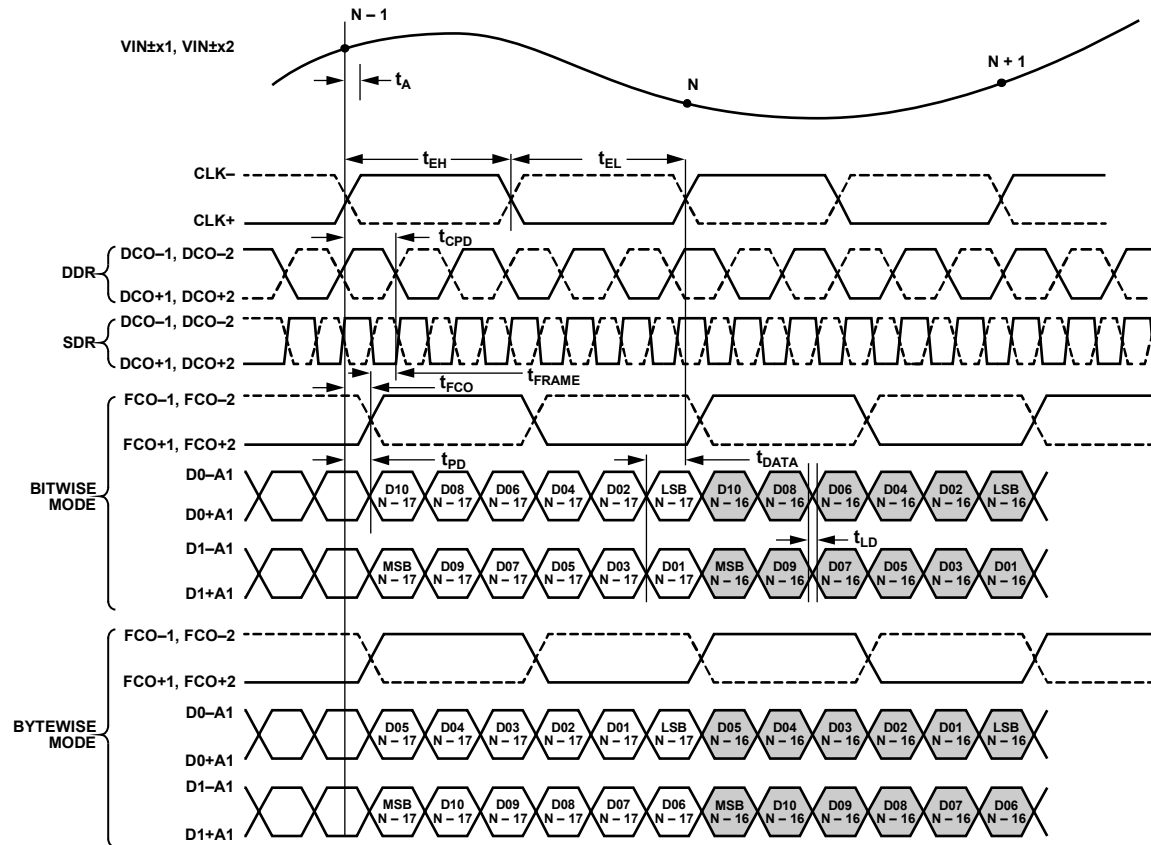 N – 1
VIN±x1, VIN±x2
tA
N
N + 1
tEH
tEL
CLK–
CLK+
tCPD
DDR
DCO–1, DCO–2
DCO+1, DCO+2
SDR
DCO–1, DCO–2
DCO+1, DCO+2
tFCO
tFRAME
BITWISE
MODE
FCO–1, FCO–2
FCO+1, FCO+2
tPD
tDATA
D0–A1
D10 D08 D06 D04 D02 LSB D10 D08 D06 D04 D02 LSB
N – 17 N – 17 N – 17 N – 17 N – 17 N – 17 N – 16 N – 16 N – 16 N – 16 N – 16 N – 16
D0+A1
tLD
D1–A1
MSB D09 D07 D05 D03 D01 MSB D09 D07 D05 D03 D01
N – 17 N – 17 N – 17 N – 17 N – 17 N – 17 N – 16 N – 16 N – 16 N – 16 N – 16 N – 16
D1+A1
BYTEWISE
MODE
FCO–1, FCO–2
FCO+1, FCO+2
D0–A1
D05 D04 D03 D02 D01 LSB D05 D04 D03 D02 D01 LSB
N – 17 N – 17 N – 17 N – 17 N – 17 N – 17 N – 16 N – 16 N – 16 N – 16 N – 16 N – 16
D0+A1
D1–A1
MSB D10 D09 D08 D07 D06 MSB D10 D09 D08 D07 D06
N – 17 N – 17 N – 17 N – 17 N – 17 N – 17 N – 16 N – 16 N – 16 N – 16 N – 16 N – 16
D1+A1